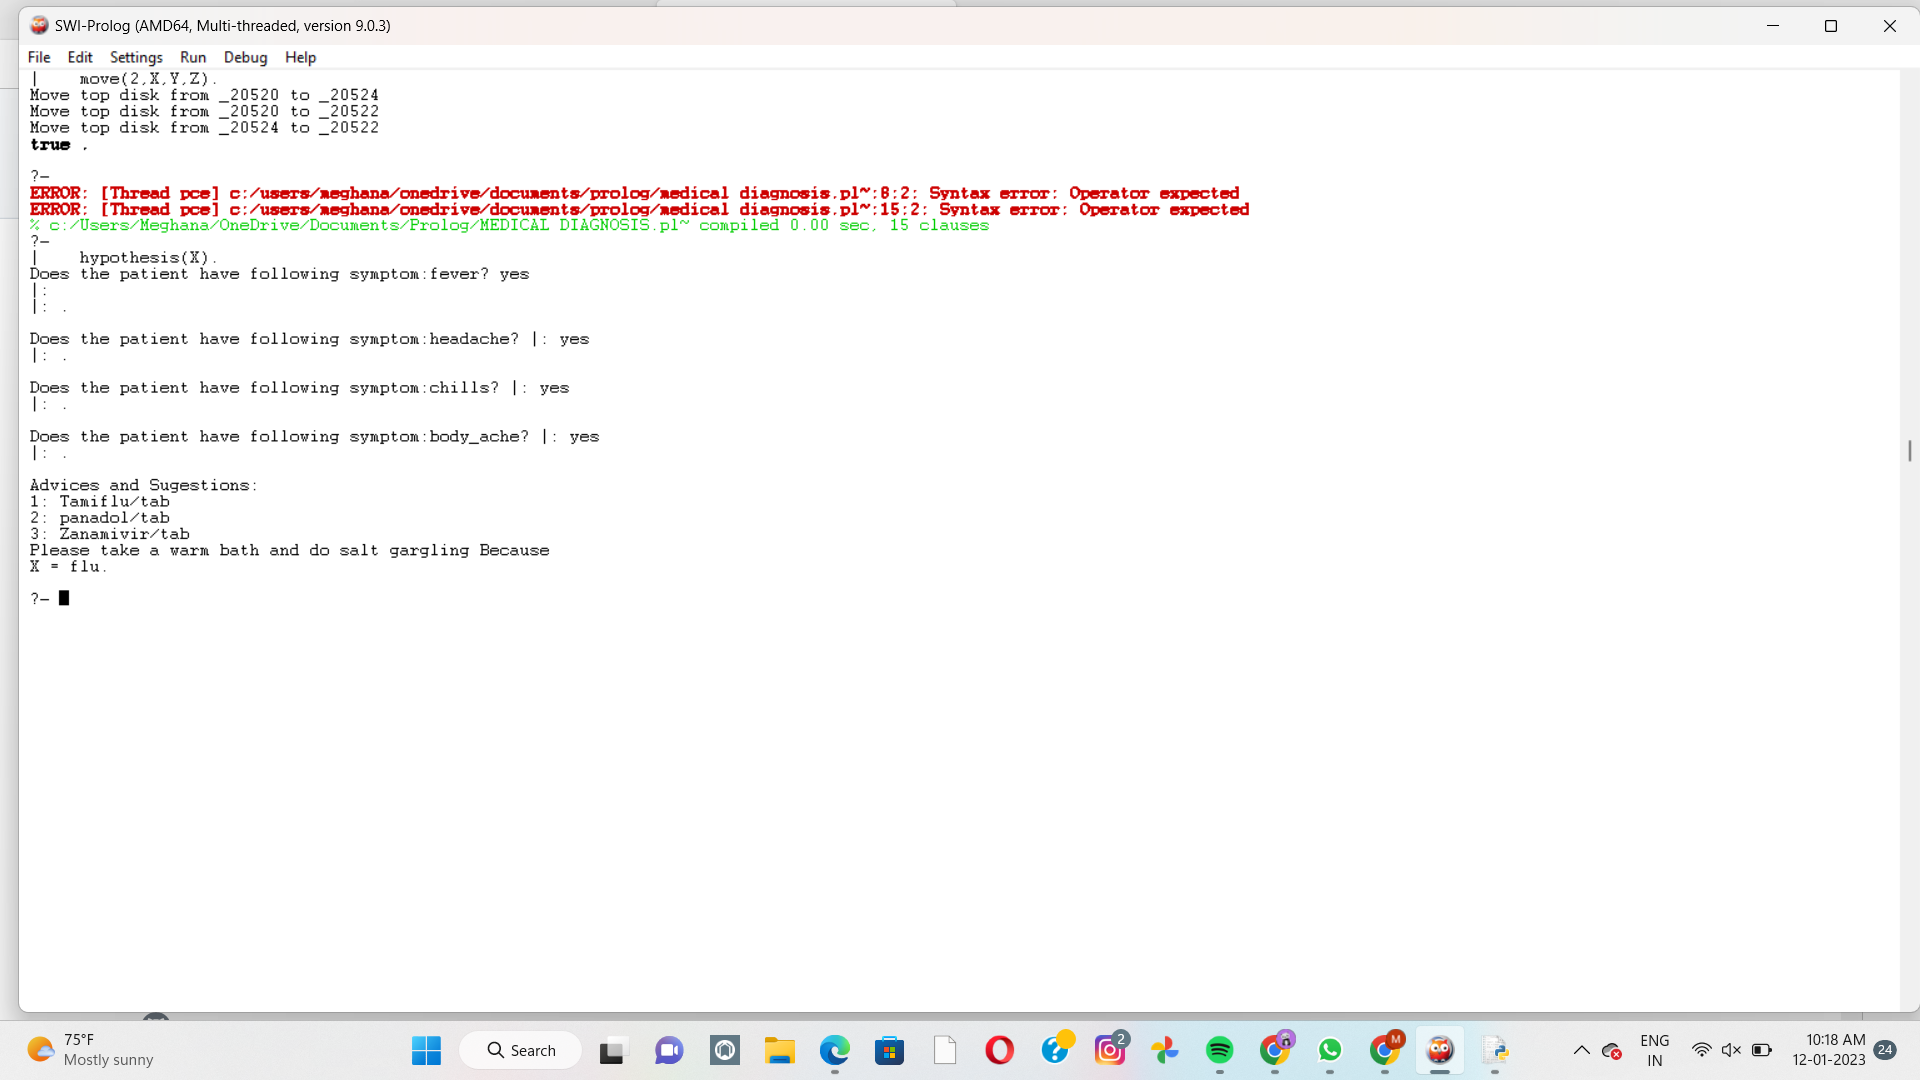 SWI-Prolog (AMD64, Multi-threaded, version 9.0.3)
File Edit Settings Run Debug Help
|    move(2,X,Y,Z).
Move top disk from _20520 to _20524
Move top disk from _20520 to _20522
Move top disk from _20524 to _20522
true .
?-
ERROR: [Thread pce] c:/users/meghana/onedrive/documents/prolog/medical diagnosis.pl~:8:2: Syntax error: Operator expected
ERROR: [Thread pce] c:/users/meghana/onedrive/documents/prolog/medical diagnosis.pl~:15:2: Syntax error: Operator expected
% c:/Users/Meghana/OneDrive/Documents/Prolog/MEDICAL DIAGNOSIS.pl~ compiled 0.00 sec, 15 clauses
?-
|    hypothesis(X).
Does the patient have following symptom:fever? yes
|:
|: .
Does the patient have following symptom:headache? |: yes
|: .
Does the patient have following symptom:chills? |: yes
|: .
Does the patient have following symptom:body_ache? |: yes
|: .
Advices and Sugestions:
1: Tamiflu/tab
2: panadol/tab
3: Zanamivir/tab
Please take a warm bath and do salt gargling Because
X = flu.
?-
75°F
Mostly sunny
Search
2
M
ENG
IN
10:18 AM
12-01-2023
24